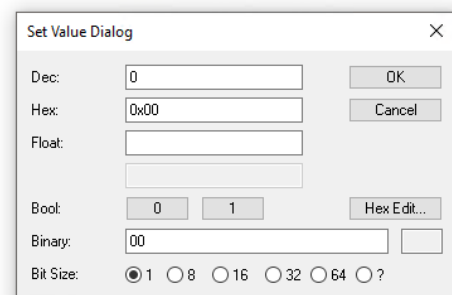 Set Value Dialog
Dec: 0 OK
Hex: 0x00 Cancel
Float:
Bool: 0 1 Hex Edit...
Binary: 00
Bit Size: 1 8 16 32 64 ?